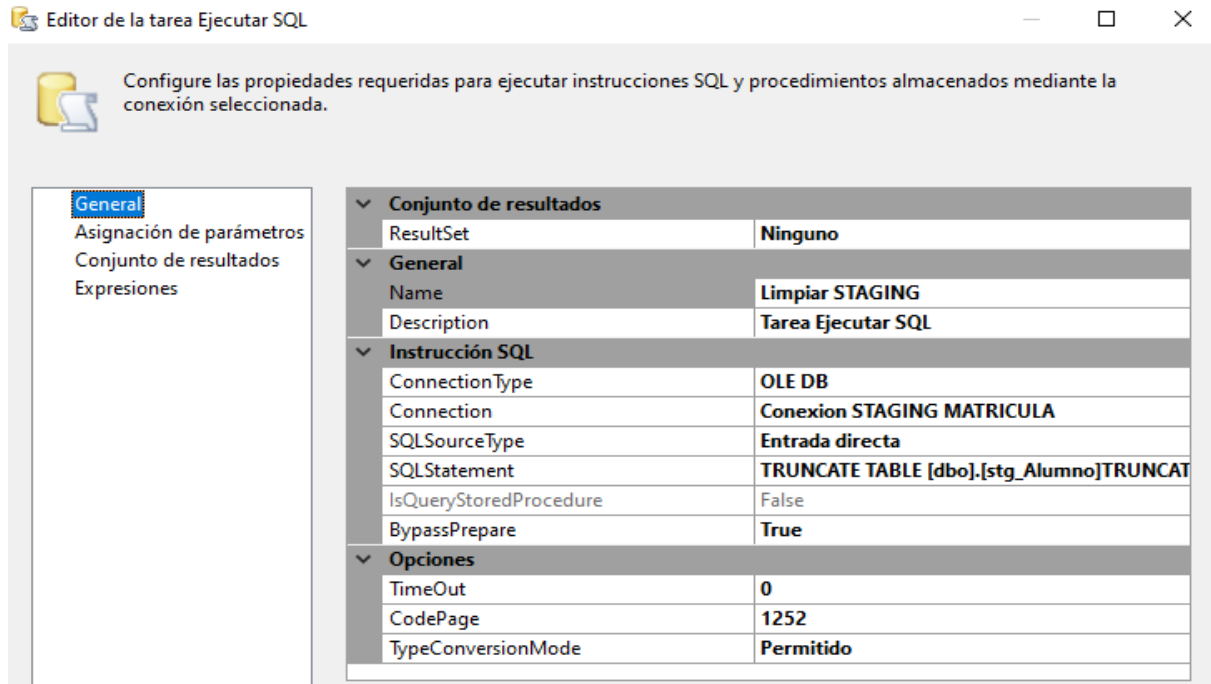 Editor de la tarea Ejecutar SQL
Configure las propiedades requeridas para ejecutar instrucciones SQL y procedimientos almacenados mediante la
conexión seleccionada.
General
Asignación de parámetros
Conjunto de resultados
Expresiones
Conjunto de resultados
ResultSet Ninguno
General
Name Limpiar STAGING
Description Tarea Ejecutar SQL
Instrucción SQL
ConnectionType OLE DB
Connection Conexion STAGING MATRICULA
SQLSourceType Entrada directa
SQLStatement TRUNCATE TABLE [dbo].[stg_Alumno]TRUNCAT
IsQueryStoredProcedure False
BypassPrepare True
Opciones
TimeOut 0
CodePage 1252
TypeConversionMode Permitido